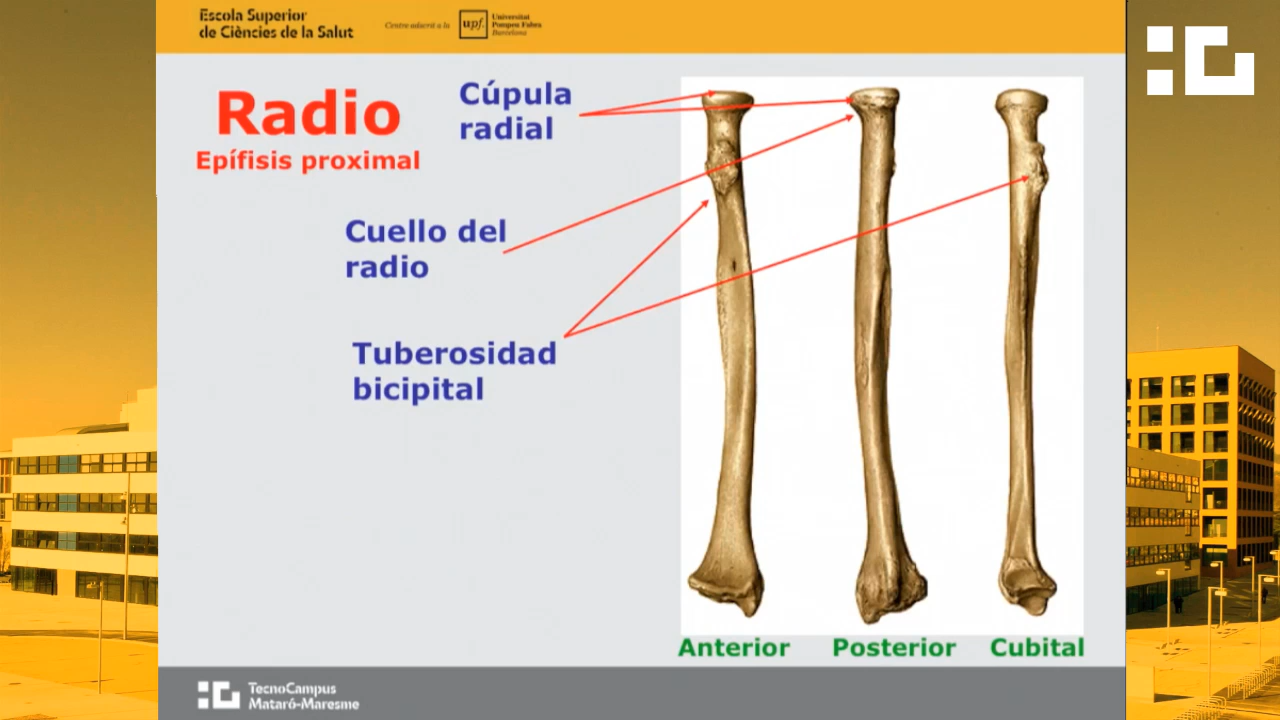 Escola Superior
de Ciències de la Salut
Centre adscrit a la
upf.
Universitat
Pompeu Fabra
Barcelona
Radio
Epífisis proximal
Cúpula
radial
Cuello del
radio
Tuberosidad
bicipital
Anterior
Posterior
Cubital
TecnoCampus
Mataró-Maresme